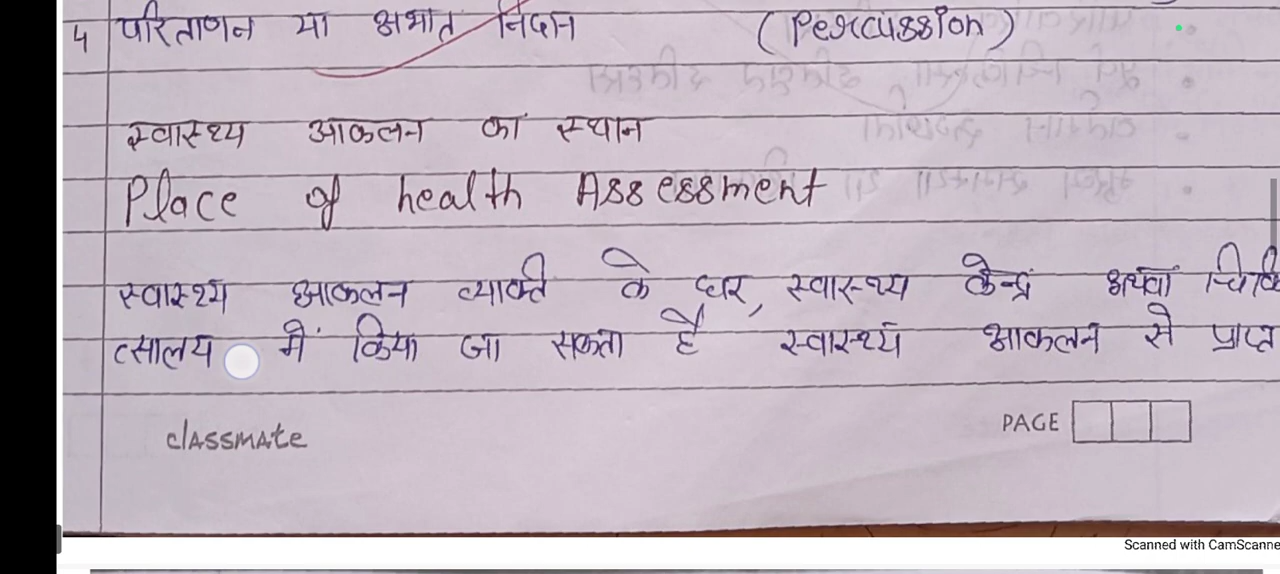 4 परिताणन या अभात निदान (Percussion)
स्वास्थ्य आकलन का स्थान
Place of health Assessment
स्वास्थ्य आकलन व्यक्ति के घर, स्वास्थ्य केन्द्र अथवा चिकि
त्सालय में किया जा सकता है स्वास्थ्य आकलन से प्राप्त
classmate
PAGE
Scanned with CamScanne